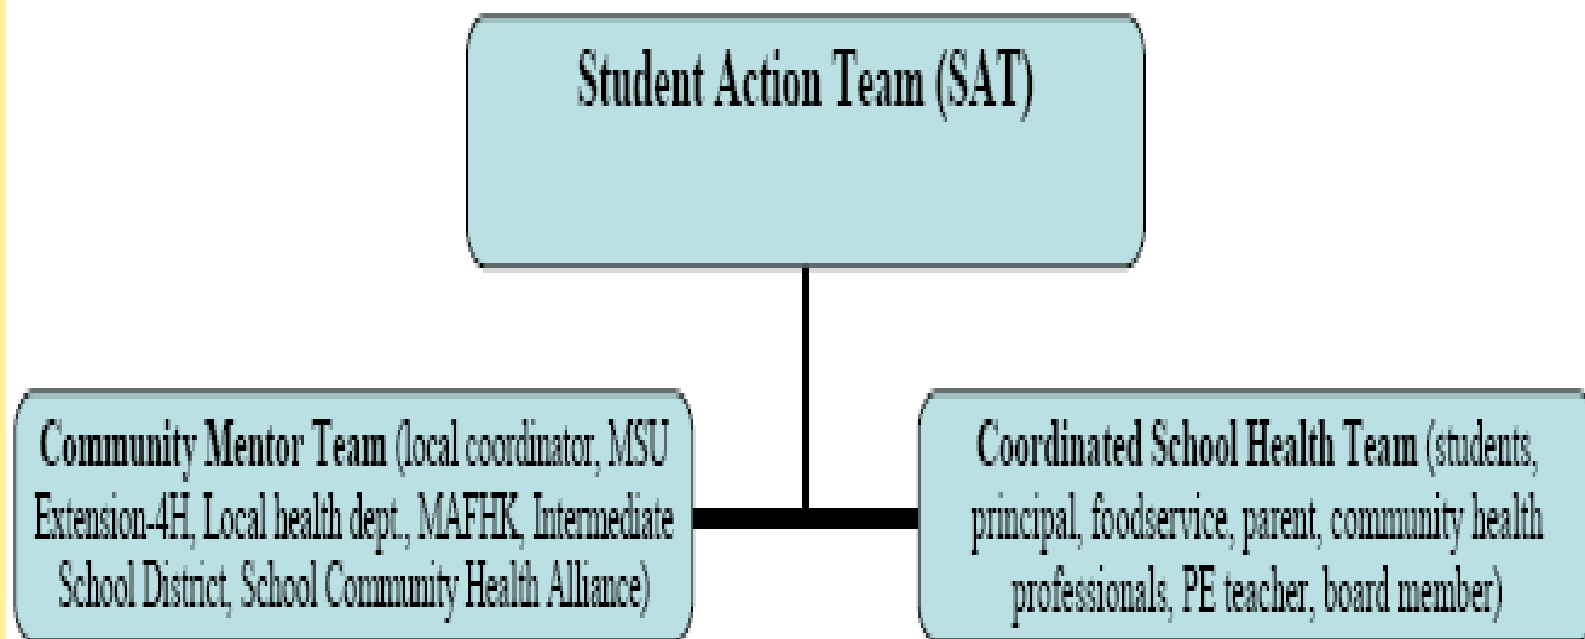 Student Action Team (SAT)
Community Mentor Team (local coordinator, MSU
Extension-4H, Local health dept., MAFHK, Intermediate
School District, School Community Health Alliance)
Coordinated School Health Team (students,
principal, foodservice, parent, community health
professionals, PE teacher, board member)